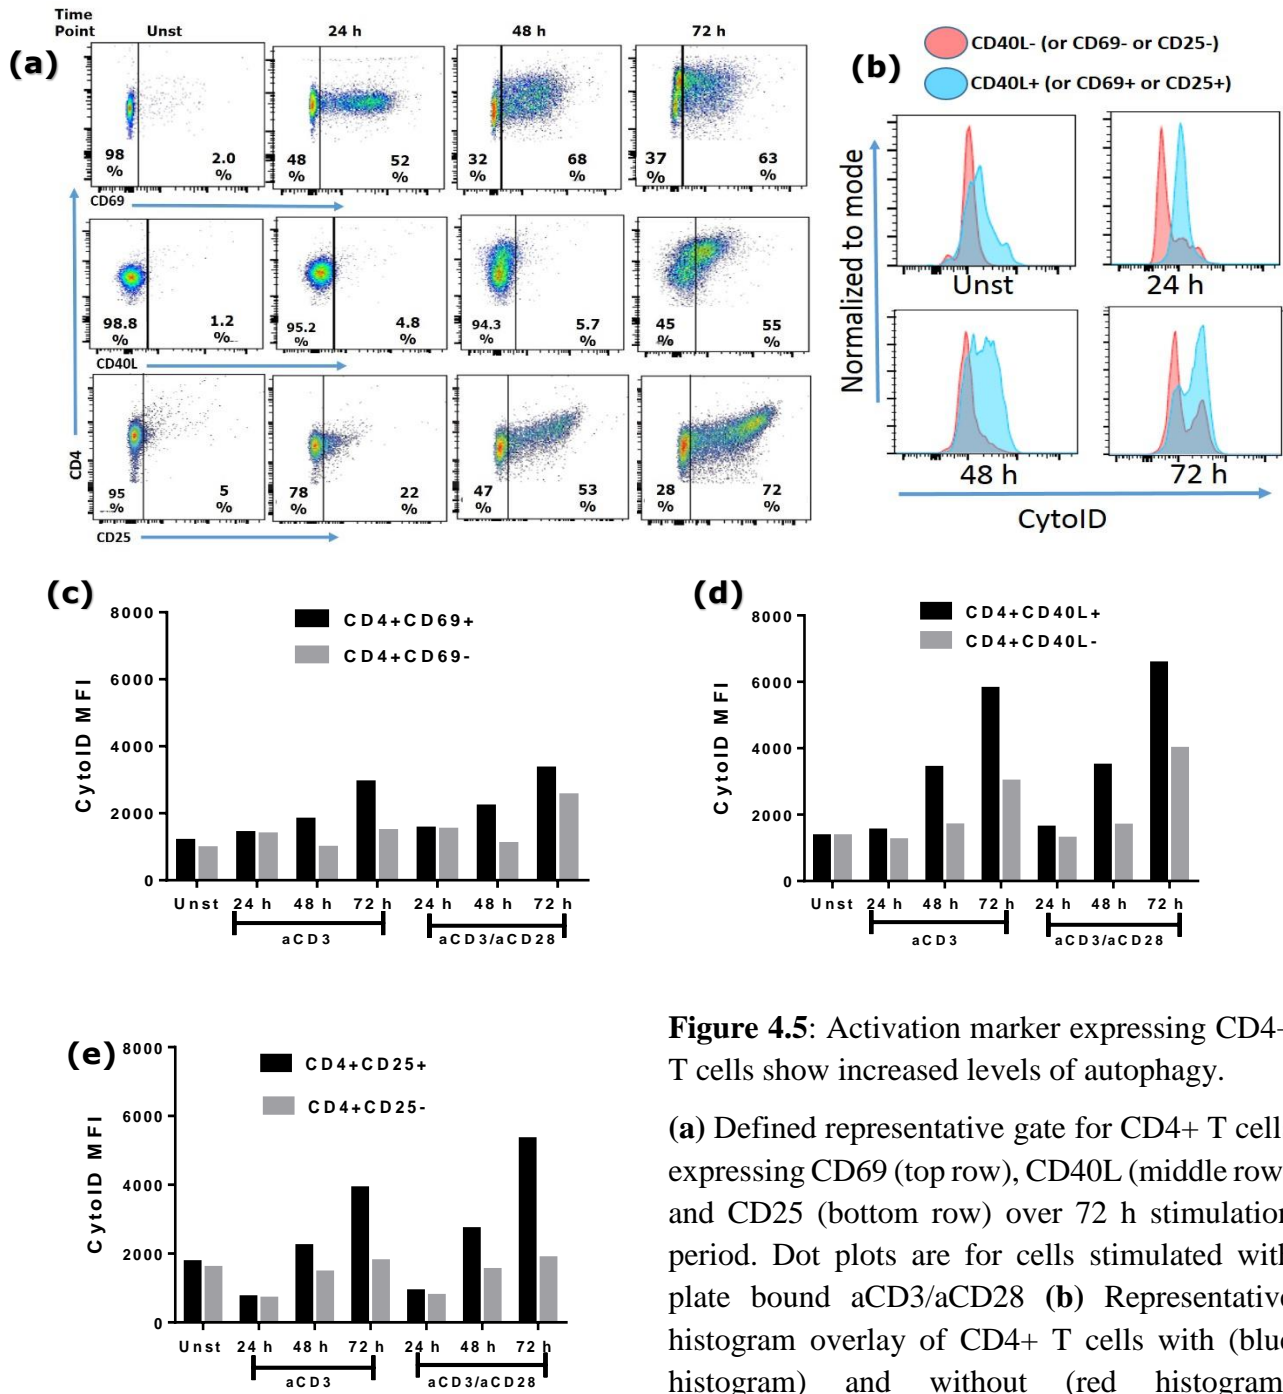 Time
Point Unst 24 h 48 h 72 h
(a)
98 % 2.0 % 48 % 52 % 32 % 68 % 37 % 63 %
CD69
98.8 % 1.2 % 95.2 % 4.8 % 94.3 % 5.7 % 45 % 55 %
CD40L
95 % 5 % 78 % 22 % 47 % 53 % 28 % 72 %
CD4
CD25
(b)
CD40L- (or CD69- or CD25-)
CD40L+ (or CD69+ or CD25+)
Normalized to mode
Unst 24 h
48 h 72 h
CytoID
(c)
CD4+CD69+
CD4+CD69-
CytoID MFI
8000
6000
4000
2000
0
Unst 24 h 48 h 72 h 24 h 48 h 72 h
aCD3 aCD3/aCD28
(d)
CD4+CD40L+
CD4+CD40L-
CytoID MFI
8000
6000
4000
2000
0
Unst 24 h 48 h 72 h 24 h 48 h 72 h
aCD3 aCD3/aCD28
(e)
CD4+CD25+
CD4+CD25-
CytoID MFI
8000
6000
4000
2000
0
Unst 24 h 48 h 72 h 24 h 48 h 72 h
aCD3 aCD3/aCD28
Figure 4.5: Activation marker expressing CD4+
T cells show increased levels of autophagy.
(a) Defined representative gate for CD4+ T cell
expressing CD69 (top row), CD40L (middle row
and CD25 (bottom row) over 72 h stimulation
period. Dot plots are for cells stimulated with
plate bound aCD3/aCD28 (b) Representative
histogram overlay of CD4+ T cells with (blue
histogram) and without (red histogram